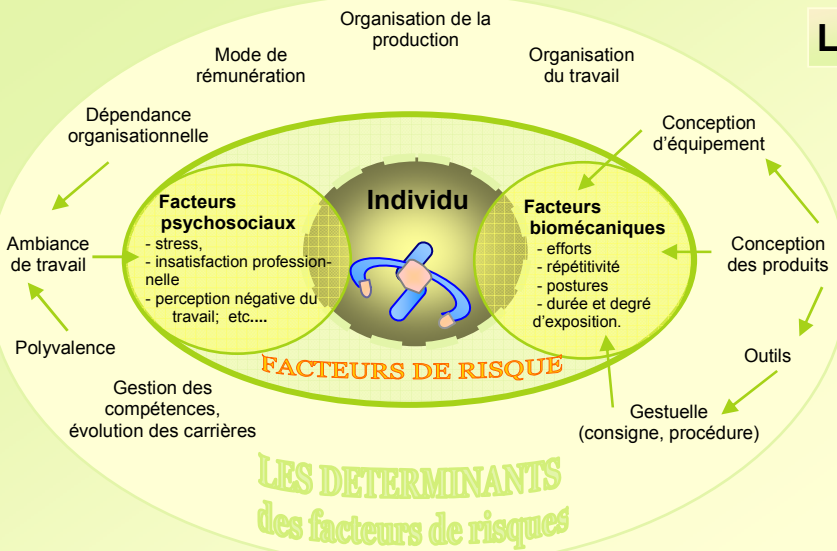 Organisation de la
production
L
Mode de
rémunération
Organisation
du travail
Dépendance
organisationnelle
Conception
d'équipement
Individu
Facteurs
psychosociaux
- stress,
- insatisfaction profession-
nelle
- perception négative du
travail; etc....
Facteurs
biomécaniques
- efforts
- répétitivité
- postures
- durée et degré
d'exposition.
Ambiance
de travail
Conception
des produits
Polyvalence
Outils
FACTEURS DE RISQUE
Gestion des
compétences,
évolution des carrières
Gestuelle
(consigne, procédure)
LES DETERMINANTS
des facteurs de risques